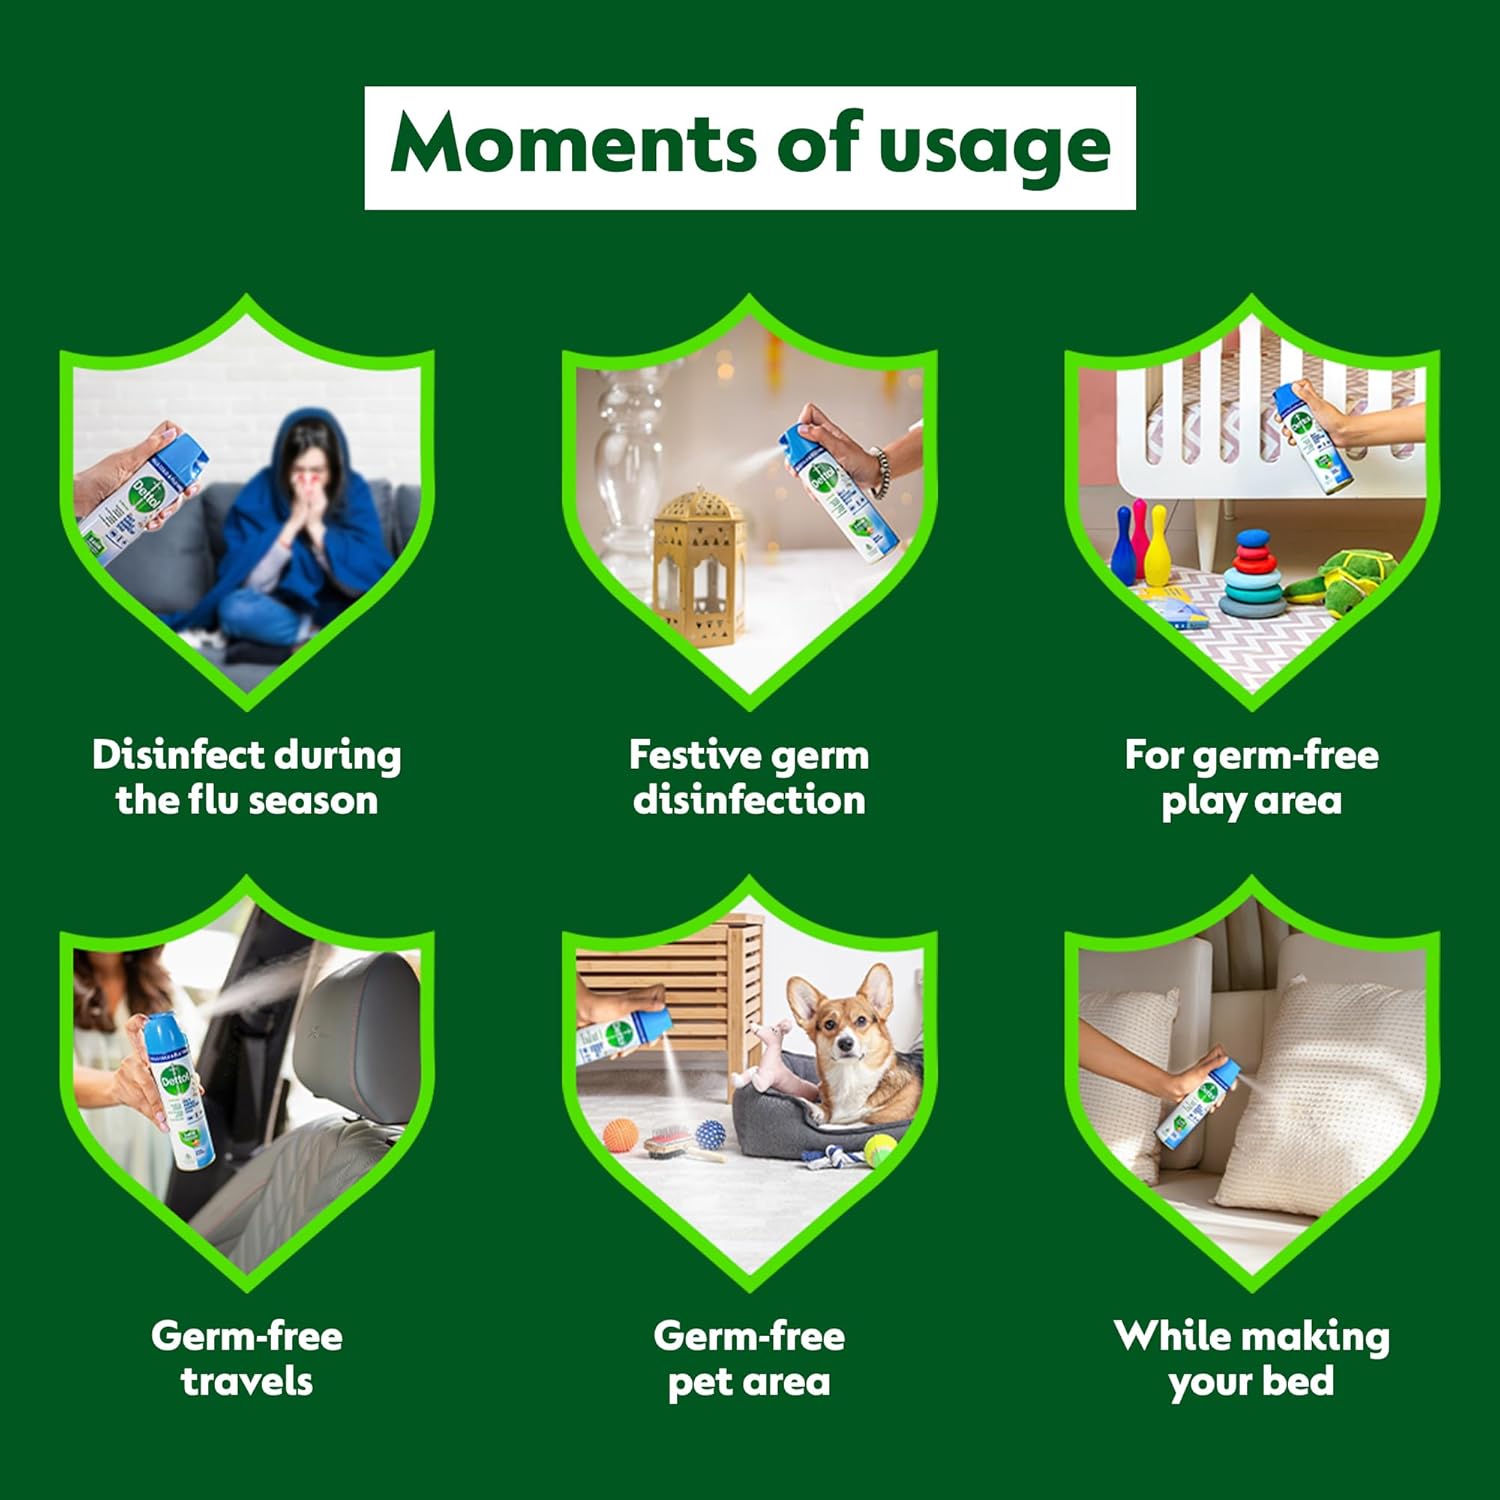 Moments of usage
Dettol
Dettol
Dettol
Disinfect during
the flu season
Festive germ
disinfection
For germ-free
play area
Dettol
Dettol
Dettol
Germ-free
travels
Germ-free
pet area
While making
your bed